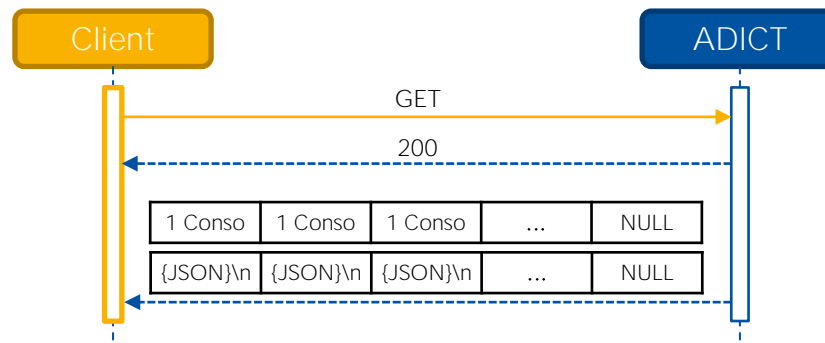 Client ADICT
GET
200
1 Conso 1 Conso 1 Conso ... NULL
{JSON}\n {JSON}\n {JSON}\n ... NULL